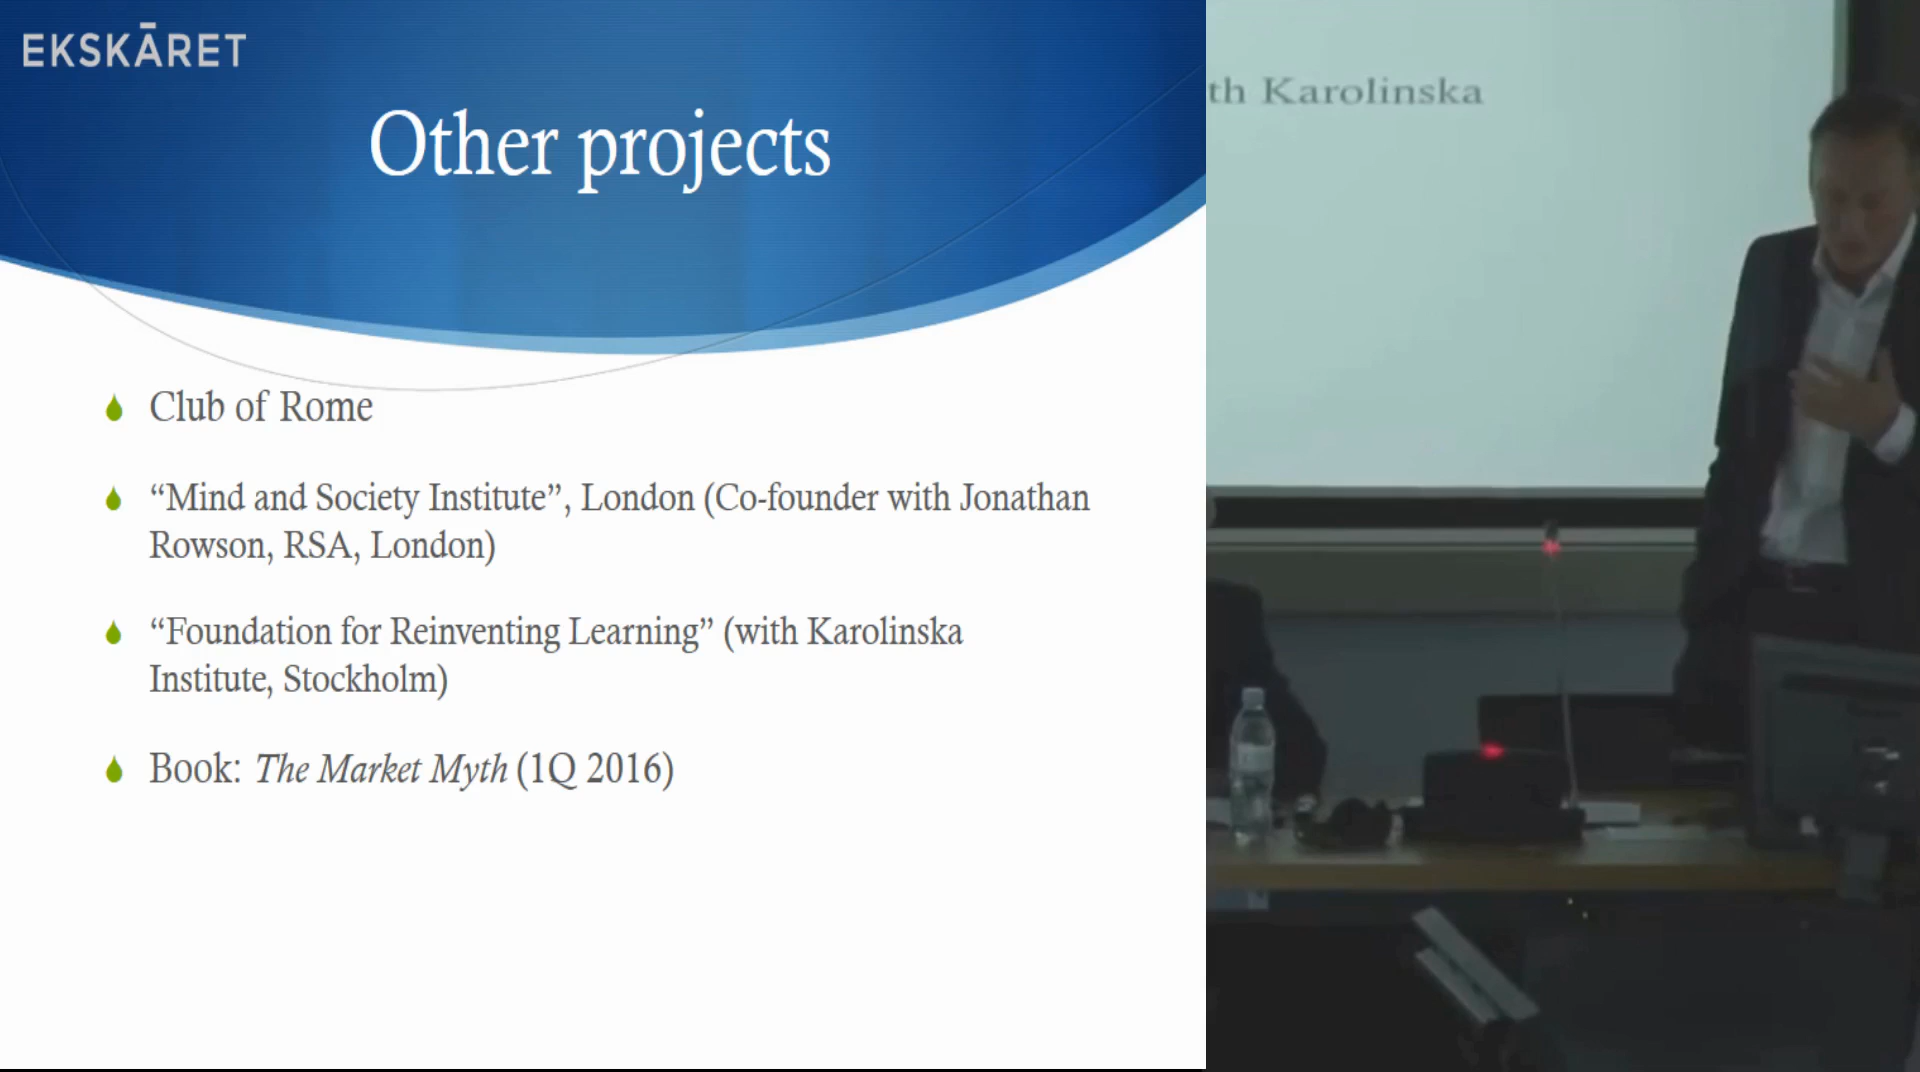 EKSKÄRET
Other projects
Club of Rome
“Mind and Society Institute”, London (Co-founder with Jonathan
Rowson, RSA, London)
“Foundation for Reinventing Learning” (with Karolinska
Institute, Stockholm)
Book: The Market Myth (1Q 2016)
th Karolinska